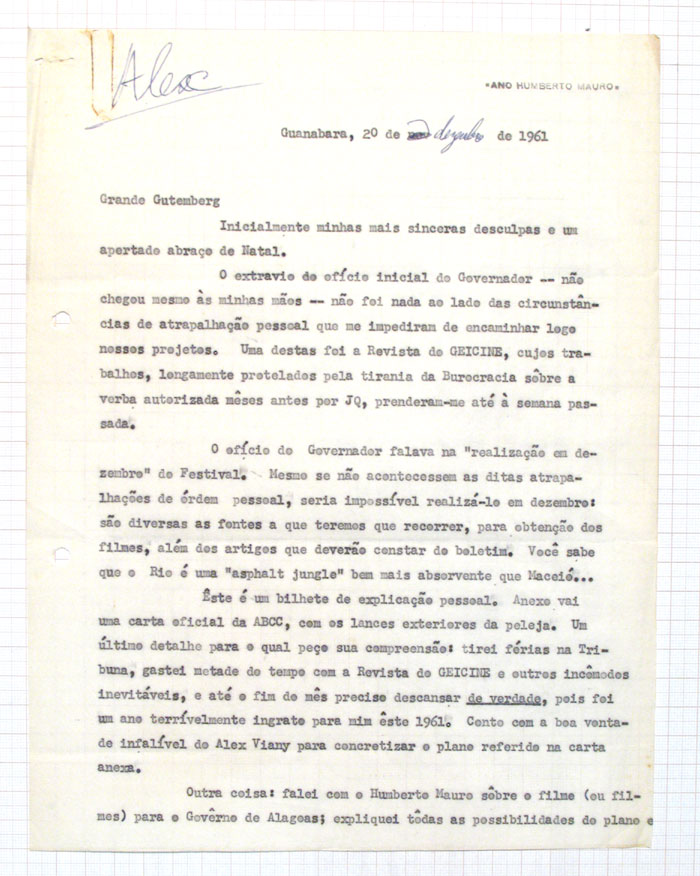 Alex
"ANO HUMBERTO MAURO"
Guanabara, 20 de dezembro de 1961
Grande Gutemberg
Inicialmente minhas mais sinceras desculpas e um
apertado abraço de Natal.
O extravio do ofício inicial do Governador -- não
chegou mesmo às minhas mãos -- não foi nada ao lado das circunstân-
cias de atrapalhação pessoal que me impediram de encaminhar logo
nossos projetos. Uma destas foi a Revista do GEICINE, cujos tra-
balhos, longamente protelados pela tirania da Burocracia sôbre a
verba autorizada mêses antes por JQ, prenderam-me até à semana pas-
sada.
O ofício do Governador falava na "realização em de-
zembro" do Festival. Mesmo se não acontecessem as ditas atrapa-
lhações de órdem pessoal, seria impossível realizá-lo em dezembro:
são diversas as fontes a que teremos que recorrer, para obtenção dos
filmes, além dos artigos que deverão constar do boletim. Você sabe
que o Rio é uma "asphalt jungle" bem mais absorvente que Maceió...
Êste é um bilhete de explicação pessoal. Anexo vai
uma carta oficial da ABCC, com os lances exteriores da peleja. Um
último detalhe para o qual peço sua compreensão: tirei férias na Tri-
buna, gastei metade do tempo com a Revista do GEICINE e outros incômodos
inevitáveis, e até o fim do mês preciso descansar de verdade, pois foi
um ano terrívelmente ingrato para mim êste 1961. Conto com a boa vonta-
de infalível do Alex Viany para concretizar o plano referido na carta
anexa.
Outra coisa: falei com o Humberto Mauro sôbre o filme (ou fil-
mes) para o Govêrno de Alagoas; expliquei tôdas as possibilidades do plano e